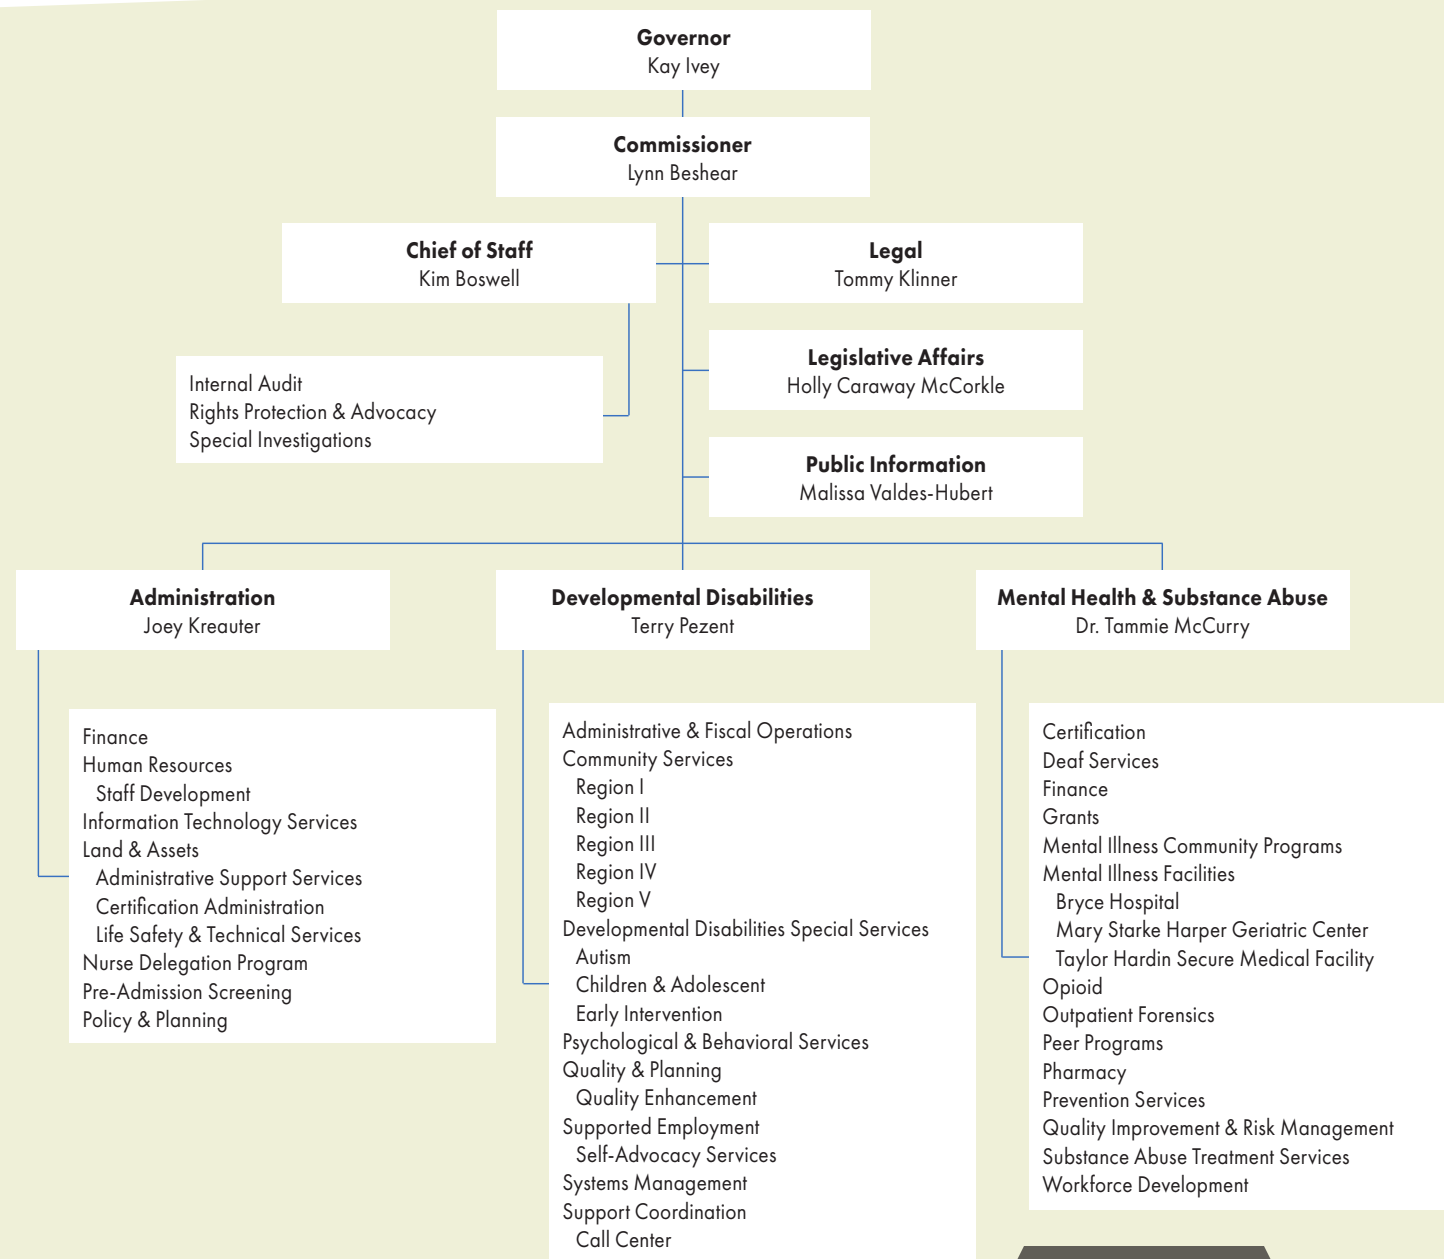 Governor
Kay Ivey
Commissioner
Lynn Beshear
Chief of Staff
Kim Boswell
Legal
Tommy Klinner
Legislative Affairs
Holly Caraway McCorkle
Internal Audit
Rights Protection & Advocacy
Special Investigations
Public Information
Malissa Valdes-Hubert
Administration
Joey Kreauter
Developmental Disabilities
Terry Pezent
Mental Health & Substance Abuse
Dr. Tammie McCurry
Finance
Human Resources
Staff Development
Information Technology Services
Land & Assets
Administrative Support Services
Certification Administration
Life Safety & Technical Services
Nurse Delegation Program
Pre-Admission Screening
Policy & Planning
Administrative & Fiscal Operations
Community Services
Region I
Region II
Region III
Region IV
Region V
Developmental Disabilities Special Services
Autism
Children & Adolescent
Early Intervention
Psychological & Behavioral Services
Quality & Planning
Quality Enhancement
Supported Employment
Self-Advocacy Services
Systems Management
Support Coordination
Call Center
Certification
Deaf Services
Finance
Grants
Mental Illness Community Programs
Mental Illness Facilities
Bryce Hospital
Mary Starke Harper Geriatric Center
Taylor Hardin Secure Medical Facility
Opioid
Outpatient Forensics
Peer Programs
Pharmacy
Prevention Services
Quality Improvement & Risk Management
Substance Abuse Treatment Services
Workforce Development